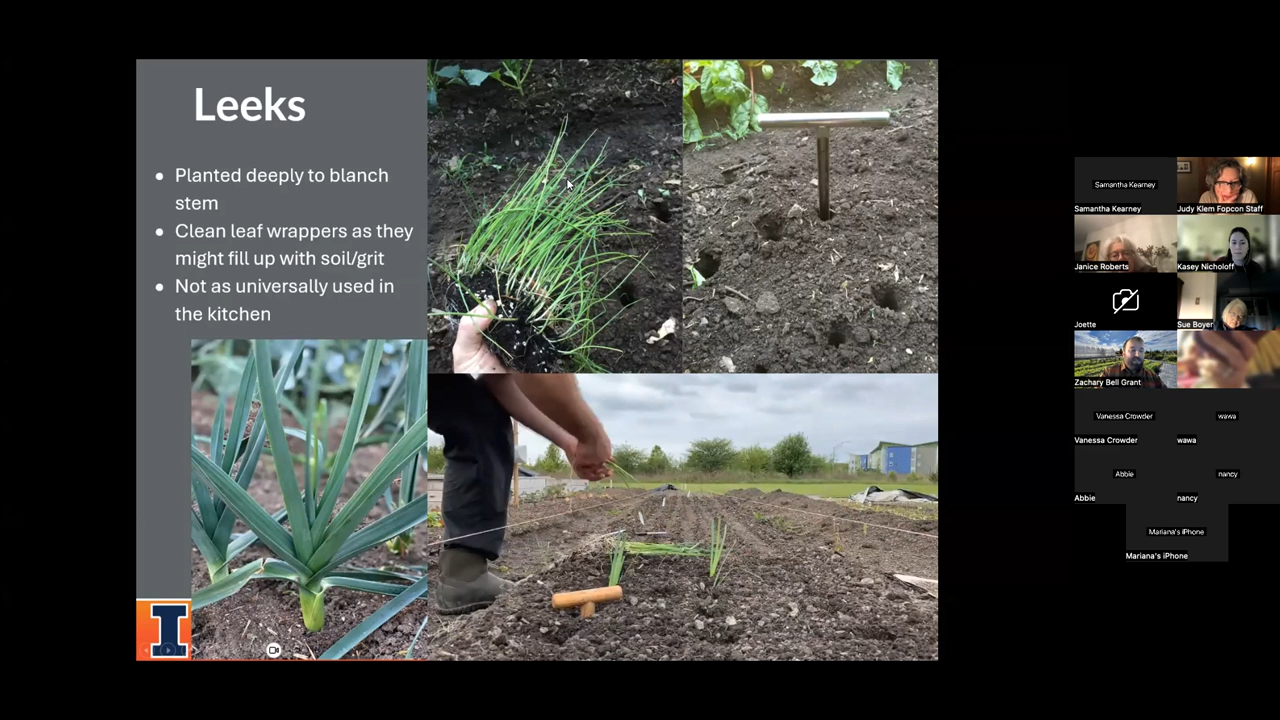 Leeks
Planted deeply to blanch
stem
Clean leaf wrappers as they
might fill up with soil/grit
Not as universally used in
the kitchen
I
Samantha Kearney
Samantha Kearney
Judy Klem Fopcon Staff
Janice Roberts
Kasey Nicholoff
Joette
Sue Boyer
Zachary Bell Grant
Vanessa Crowder
wawa
Vanessa Crowder
wawa
Abbie
nancy
Abbie
nancy
Mariana's iPhone
Mariana's iPhone